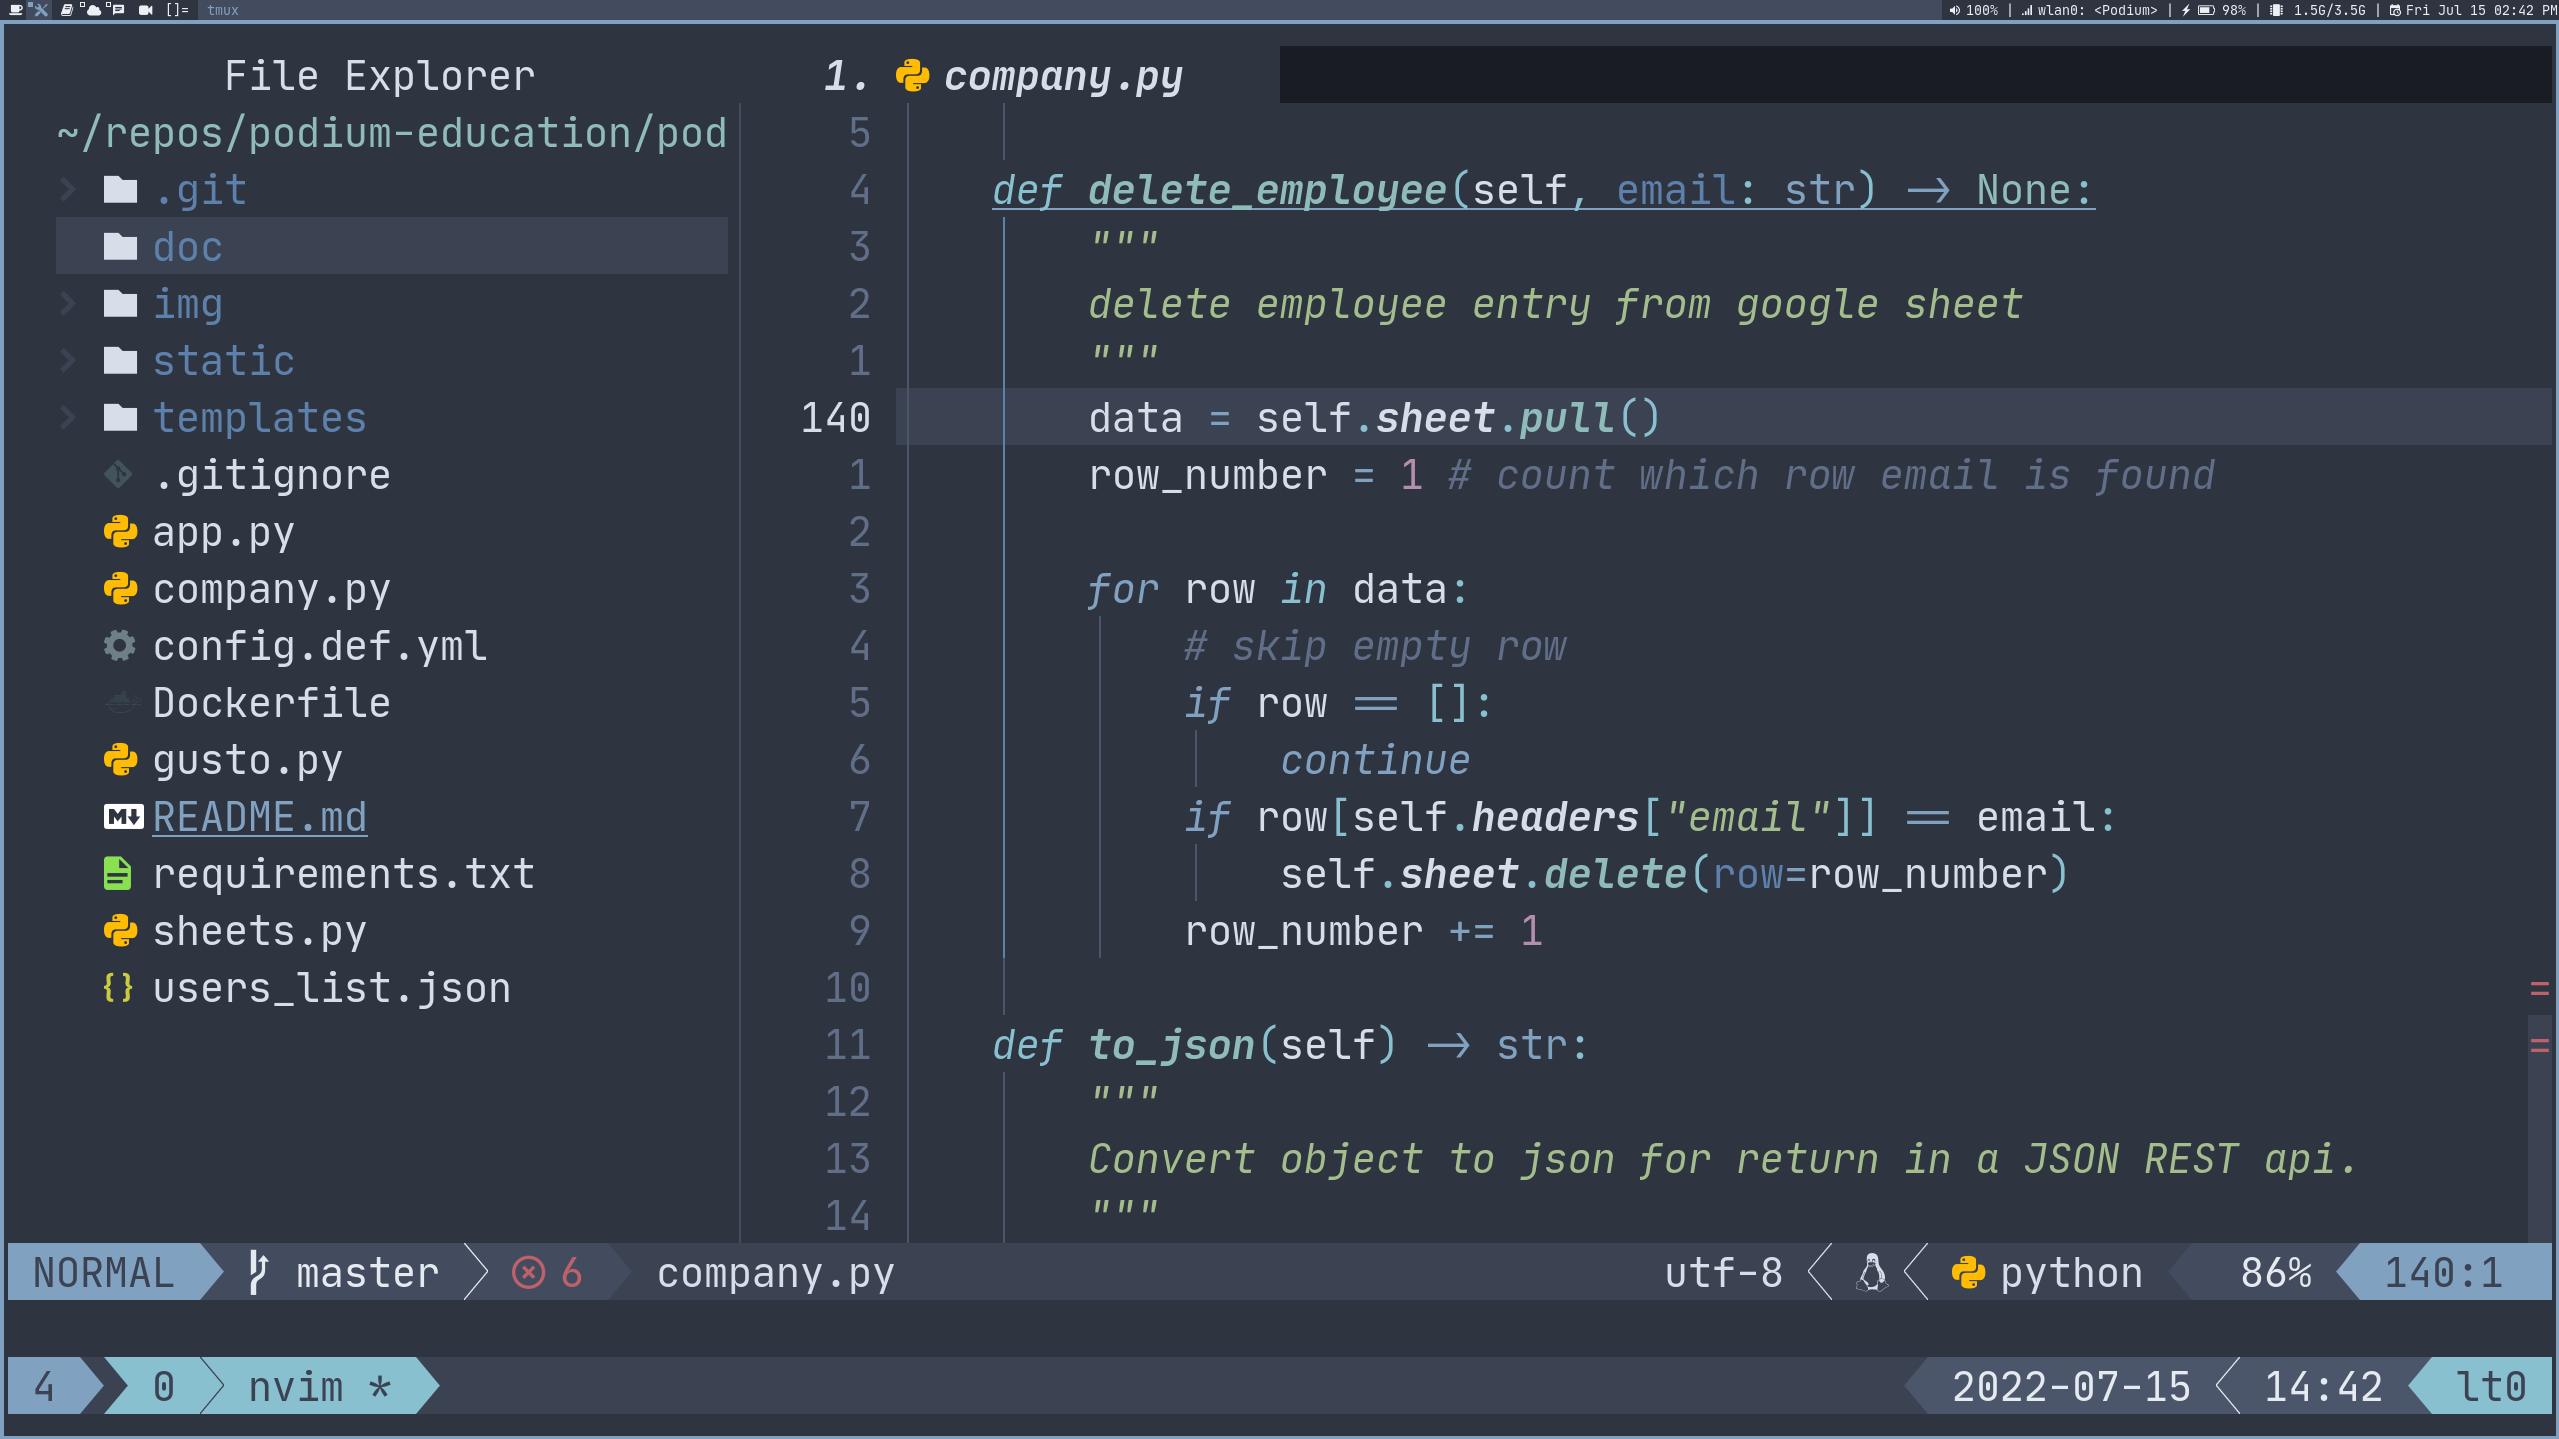 []= tmux 100% | wlan0: <Podium> | 98% | 1.5G/3.5G | Fri Jul 15 02:42 PM
File Explorer
~/repos/podium-education/pod
.git
doc
img
static
templates
.gitignore
app.py
company.py
config.def.yml
Dockerfile
gusto.py
README.md
requirements.txt
sheets.py
{} users_list.json
1. company.py
5
4 def delete_employee(self, email: str) -> None:
3 """
2 delete employee entry from google sheet
1 """
140 data = self.sheet.pull()
1 row_number = 1 # count which row email is found
2
3 for row in data:
4 # skip empty row
5 if row == []:
6 continue
7 if row[self.headers["email"]] == email:
8 self.sheet.delete(row=row_number)
9 row_number += 1
10
11 def to_json(self) -> str:
12 """
13 Convert object to json for return in a JSON REST api.
14 """
NORMAL master 6 company.py utf-8 python 86% 140:1
4 0 nvim * 2022-07-15 14:42 lt0